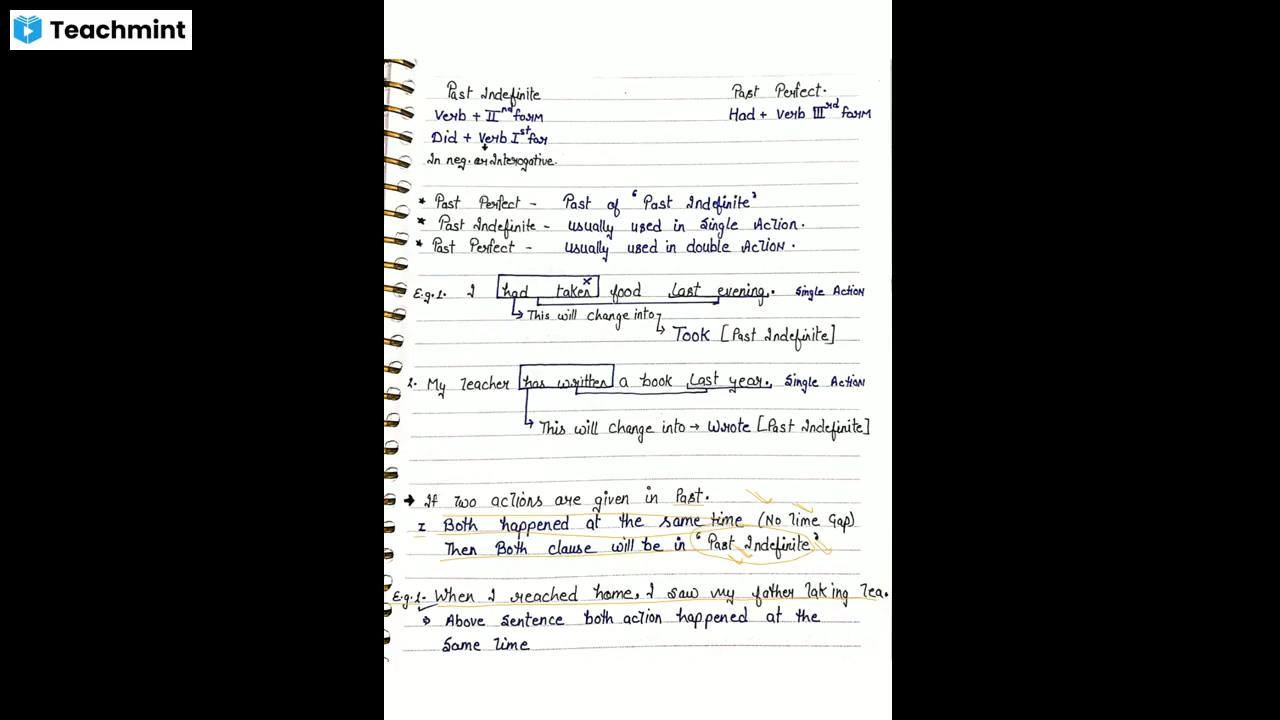 Teachmint
Past Indefinite
Past Perfect.
Verb + IInd form
Had + Verb IIIrd form
Did + Verb Ist for
In neg. or Interogotive.
* Past Perfect - Past of "Past Indefinite"
* Past Indefinite - usually used in Single Action.
* Past Perfect - usually used in double Action.
E.g. 1. I had taken food last evening. Single Action
This will change into
Took [Past Indefinite]
2. My Teacher has written a book last year. Single Action
This will change into → Wrote [Past Indefinite]
→ If two actions are given in Past.
I Both happened at the same time (No Time Gap)
Then Both clause will be in "Past Indefinite"
E.g. 1. When I reached home, I saw my father taking tea.
Above sentence both action happened at the
same time